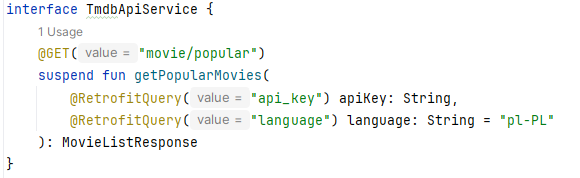 interface TmdbApiService {
1 Usage
@GET( value = "movie/popular")
suspend fun getPopularMovies(
@RetrofitQuery( value = "api_key") apiKey: String,
@RetrofitQuery( value = "language") language: String = "pl-PL"
): MovieListResponse
}